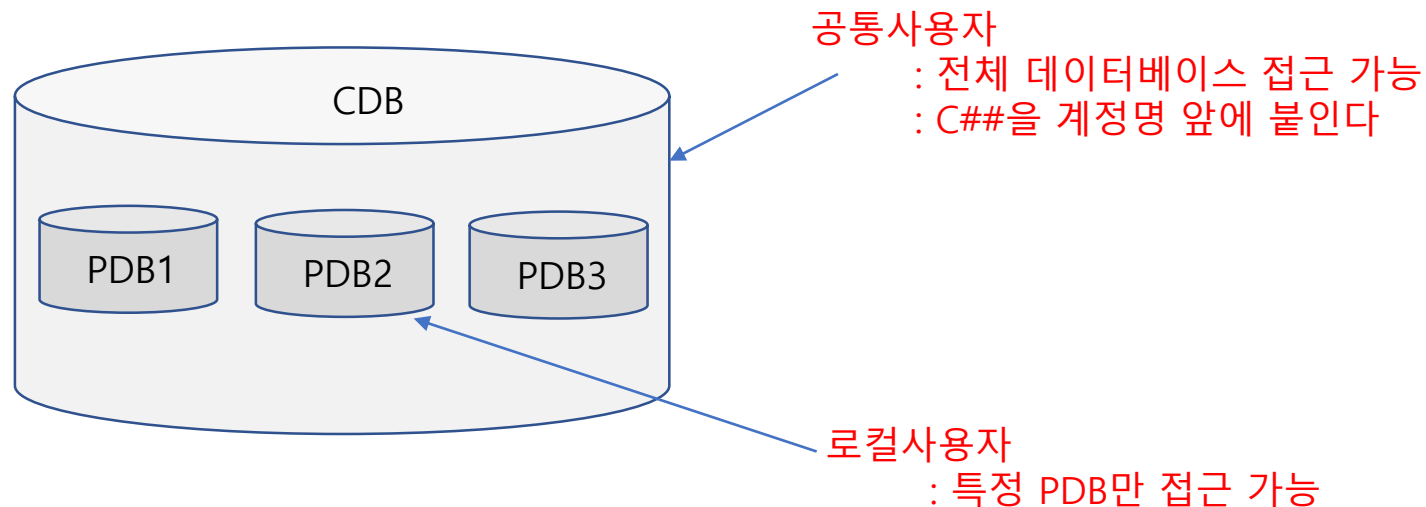 공통사용자
: 전체 데이터베이스 접근 가능
: C##을 계정명 앞에 붙인다
CDB
PDB1
PDB2
PDB3
로컬사용자
: 특정 PDB만 접근 가능